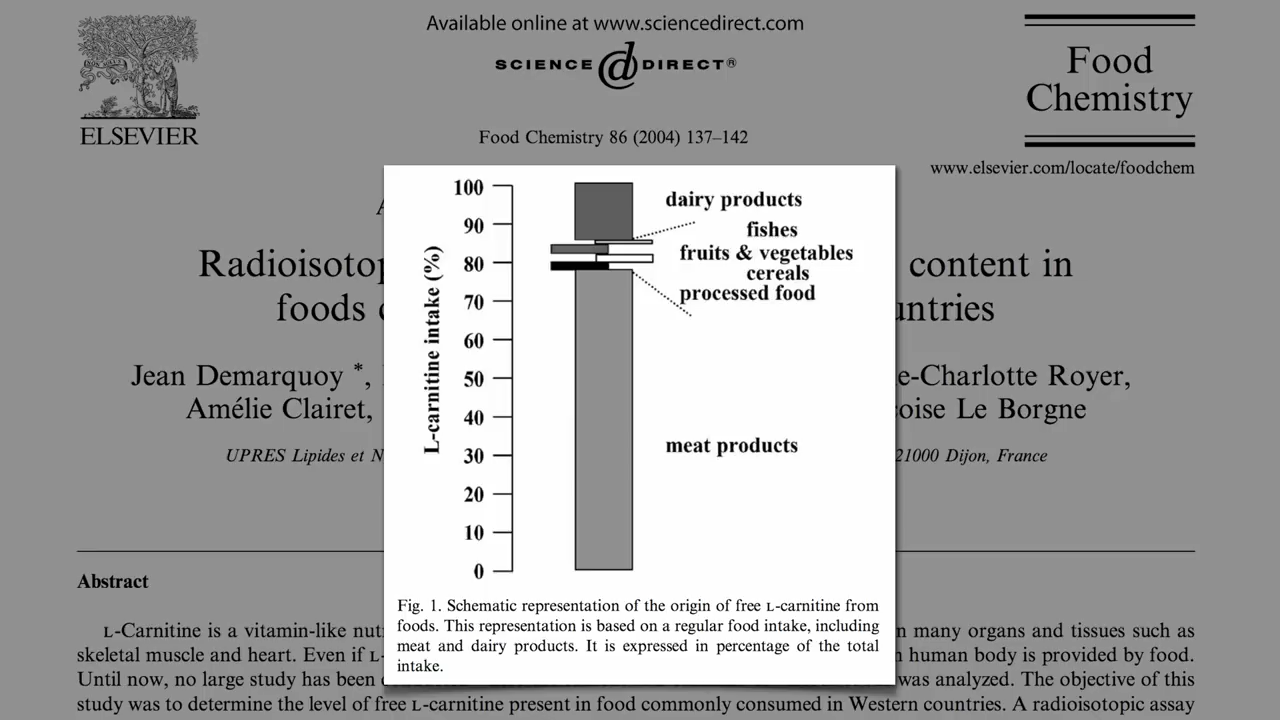 Available online at www.sciencedirect.com
SCIENCE @ DIRECT®
ELSEVIER
Food
Chemistry
Food Chemistry 86 (2004) 137–142
www.elsevier.com/locate/foodchem
A
Radioisotop content in
foods untries
Jean Demarquoy *, e-Charlotte Royer,
Amélie Clairet, oise Le Borgne
UPRES Lipides et N 21000 Dijon, France
L-carnitine intake (%)
100
90
80
70
60
50
40
30
20
10
0
dairy products
fishes
fruits & vegetables
cereals
processed food
meat products
Fig. 1. Schematic representation of the origin of free L-carnitine from
foods. This representation is based on a regular food intake, including
meat and dairy products. It is expressed in percentage of the total
intake.
Abstract
L-Carnitine is a vitamin-like nut n many organs and tissues such as
skeletal muscle and heart. Even if L- human body is provided by food.
Until now, no large study has been was analyzed. The objective of this
study was to determine the level of free L-carnitine present in food commonly consumed in Western countries. A radioisotopic assay